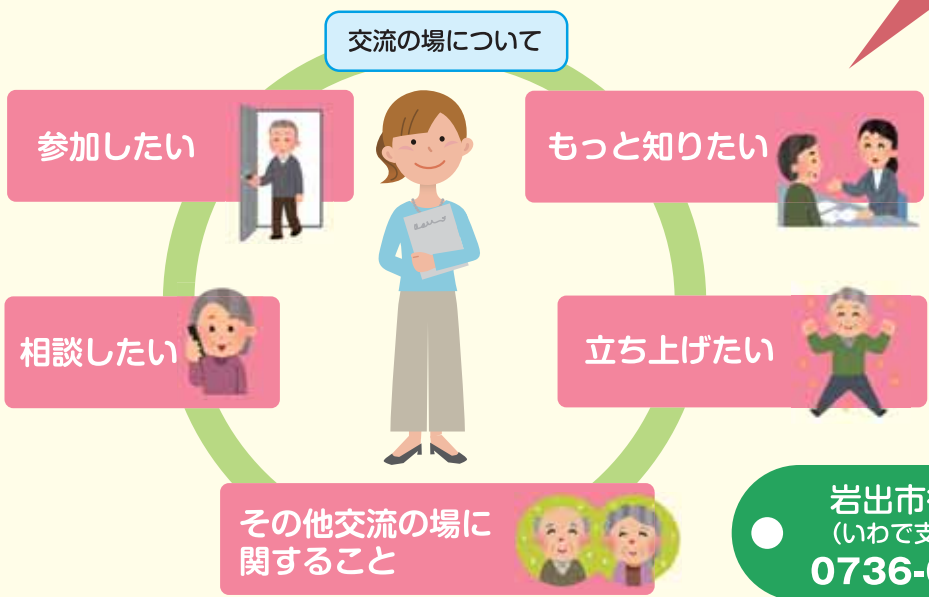 交流の場について
参加したい
もっと知りたい
相談したい
立ち上げたい
その他交流の場に
関すること
岩出市
（いわで支
0736-